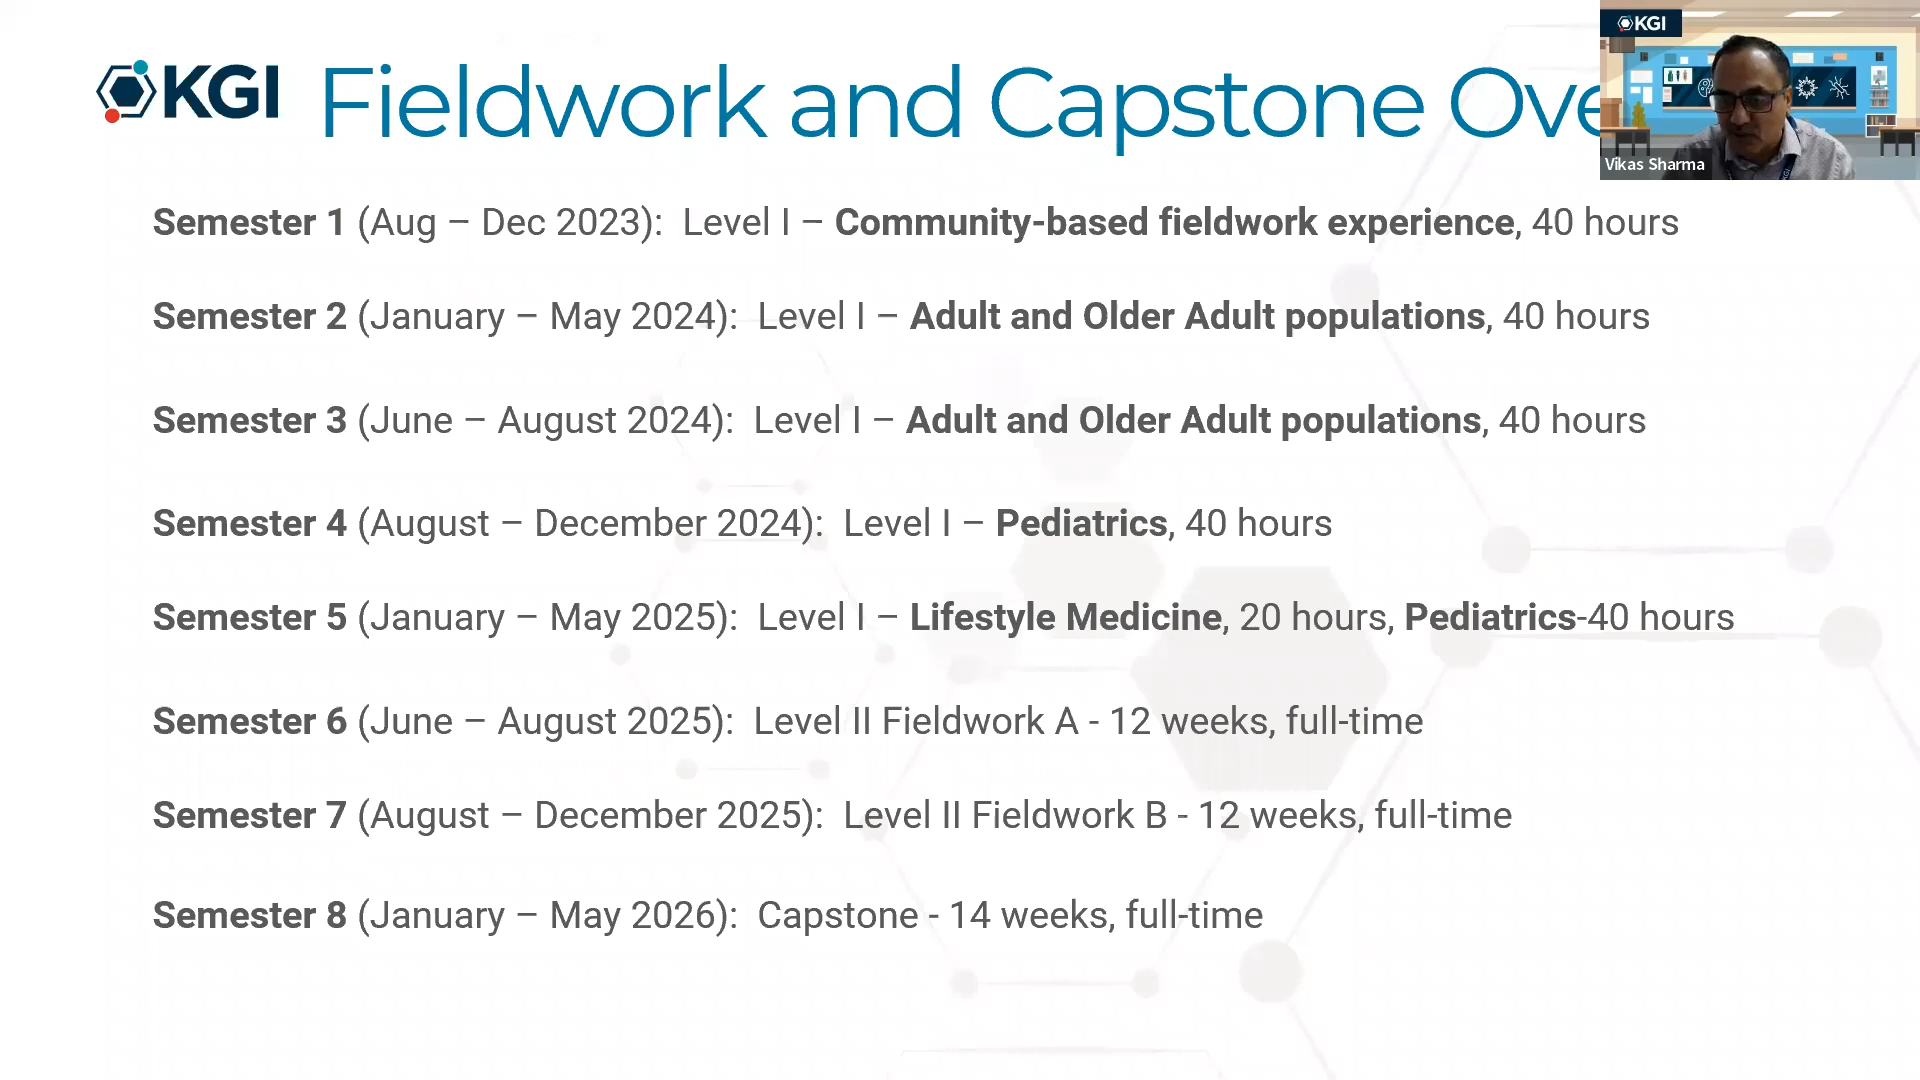 KGI Fieldwork and Capstone Ove
KGI
Vikas Sharma
Semester 1 (Aug – Dec 2023): Level I – Community-based fieldwork experience, 40 hours
Semester 2 (January – May 2024): Level I – Adult and Older Adult populations, 40 hours
Semester 3 (June – August 2024): Level I – Adult and Older Adult populations, 40 hours
Semester 4 (August – December 2024): Level I – Pediatrics, 40 hours
Semester 5 (January – May 2025): Level I – Lifestyle Medicine, 20 hours, Pediatrics-40 hours
Semester 6 (June – August 2025): Level II Fieldwork A - 12 weeks, full-time
Semester 7 (August – December 2025): Level II Fieldwork B - 12 weeks, full-time
Semester 8 (January – May 2026): Capstone - 14 weeks, full-time